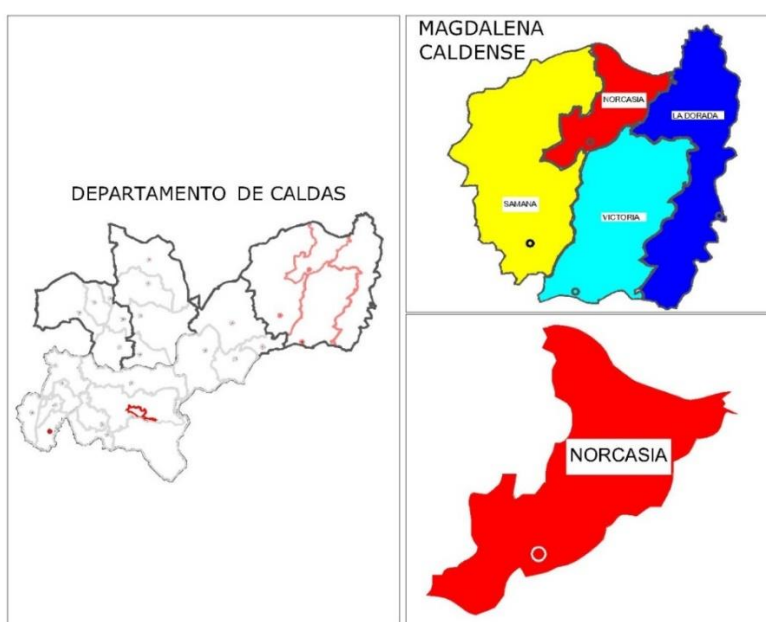 DEPARTAMENTO DE CALDAS
MAGDALENA
CALDENSE
NORCASIA
LA DORADA
SAMANA
VICTORIA
NORCASIA